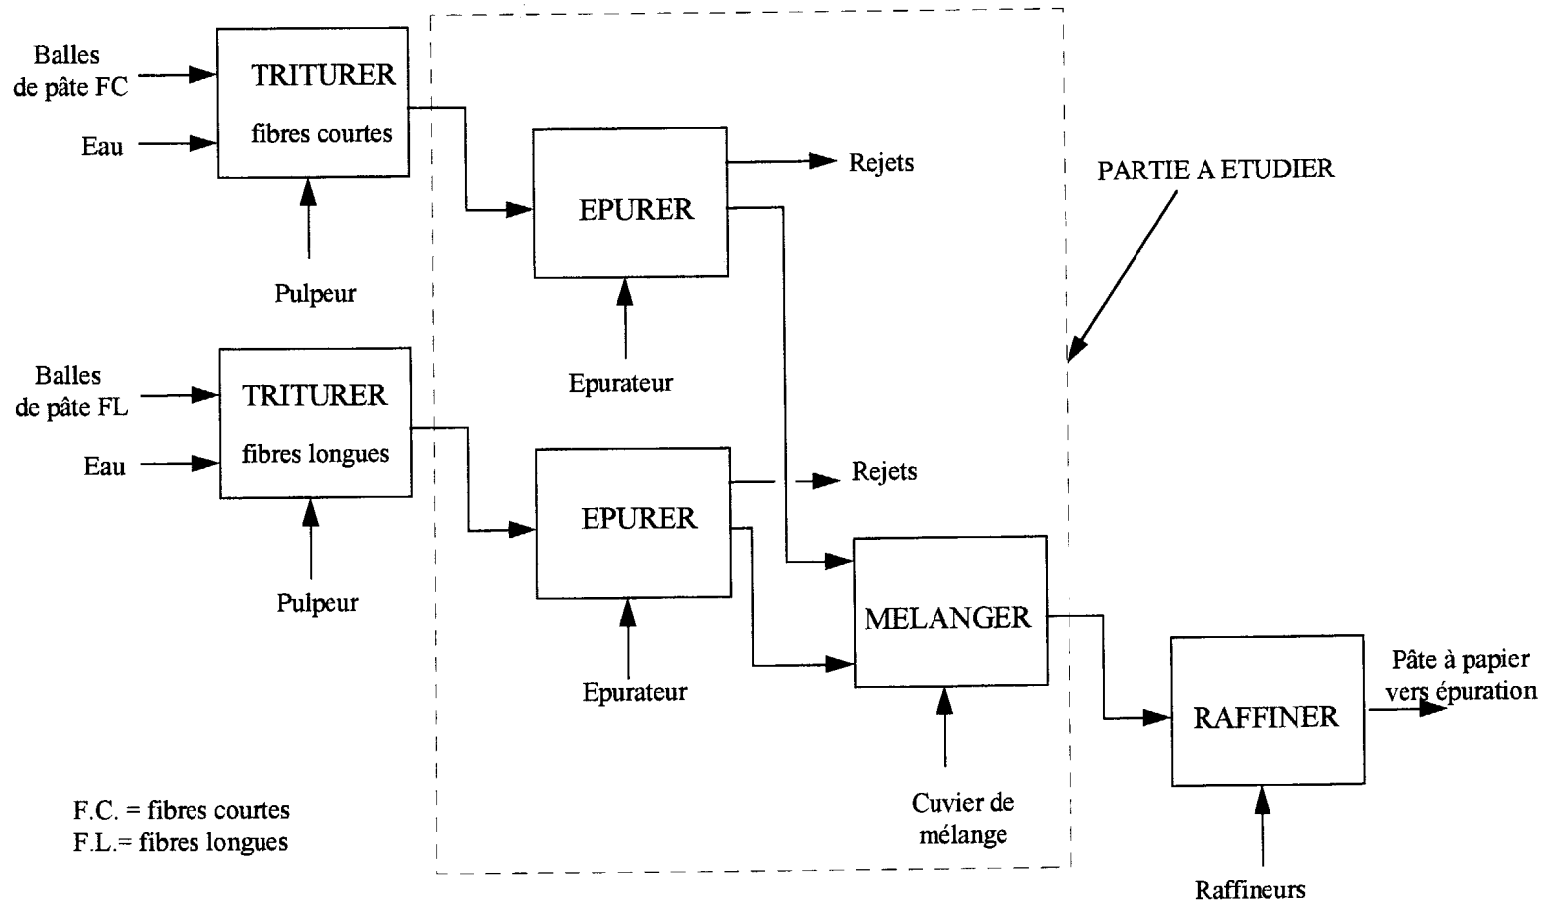 Balles
de pâte FC
Eau
TRITURER
fibres courtes
Pulpeur
EPURER
Rejets
Epurateur
PARTIE A ETUDIER
Balles
de pâte FL
Eau
TRITURER
fibres longues
Pulpeur
EPURER
Rejets
Epurateur
MELANGER
Cuvier de
mélange
RAFFINER
Pâte à papier
vers épuration
Raffineurs
F.C. = fibres courtes
F.L.= fibres longues